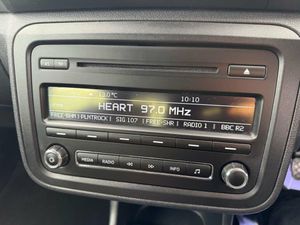 13.0°C 10:10
HEART 97.0 MHz
FREE-SHR | PLNTROCK | SIG 107 | FREE-SHR | RADIO 1 | BBC R2
MEDIA RADIO INFO